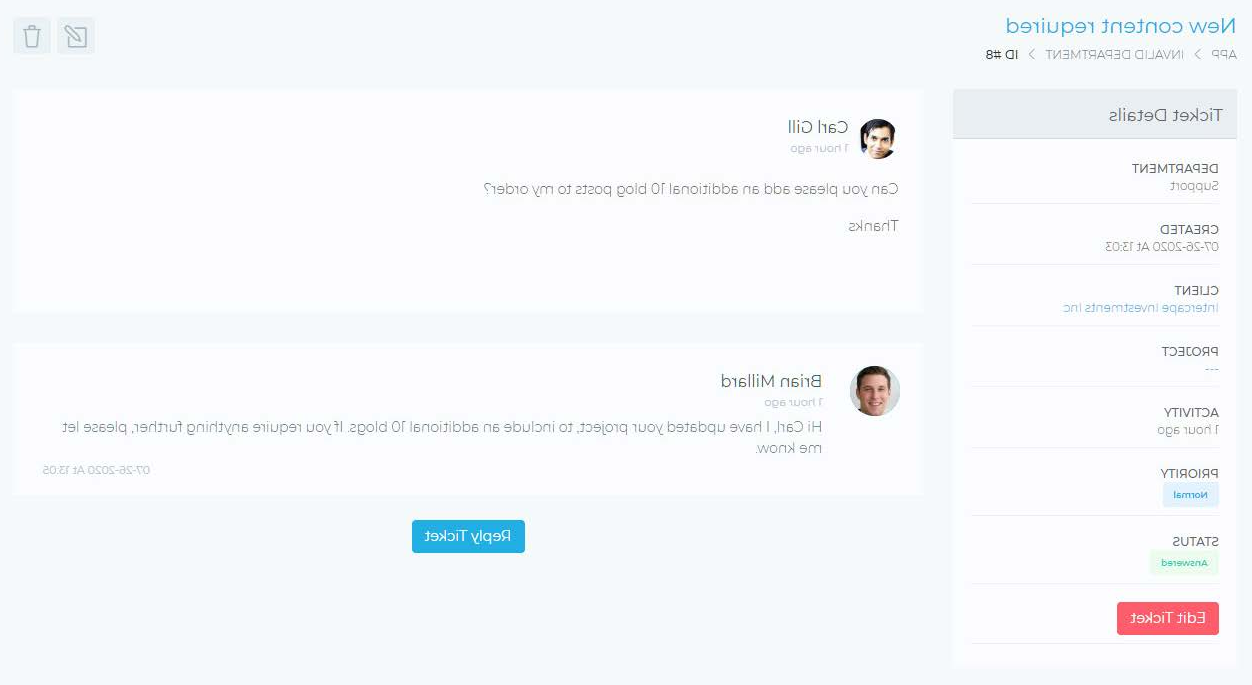 New content required
APP > INVALID DEPARTMENT > ID #8
Ticket Details
DEPARTMENT
Support
CREATED
07-26-2020 At 13:03
CLIENT
Intercape Investments Inc
PROJECT
---
ACTIVITY
1 hour ago
PRIORITY
Normal
STATUS
Answered
Edit Ticket
Carl Gill
1 hour ago
Can you please add an additional 10 blog posts to my order?
Thanks
Brian Millard
1 hour ago
Hi Carl, I have updated your project, to include an additional 10 blogs. If you require anything further, please let
me know.
07-26-2020 At 13:05
Reply Ticket